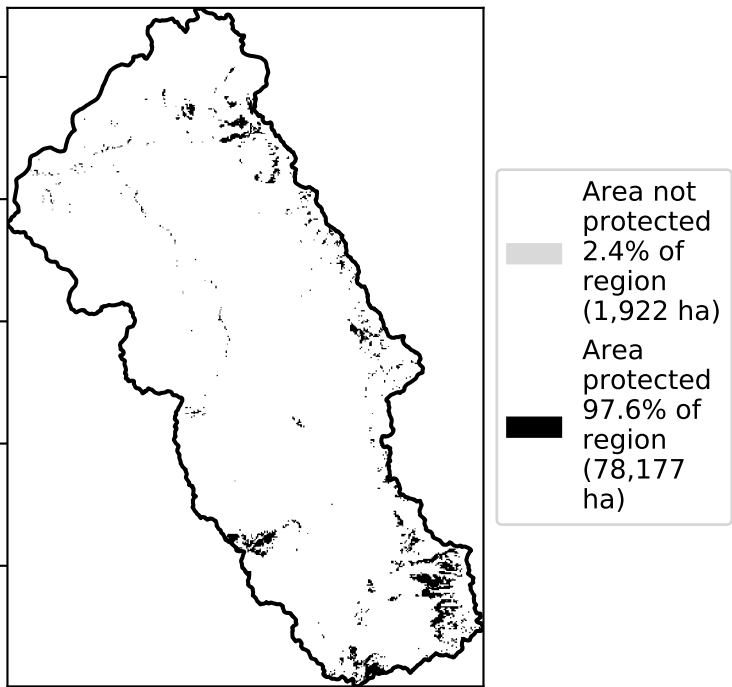 Area not
protected
2.4% of
region
(1,922 ha)
Area
protected
97.6% of
region
(78,177
ha)